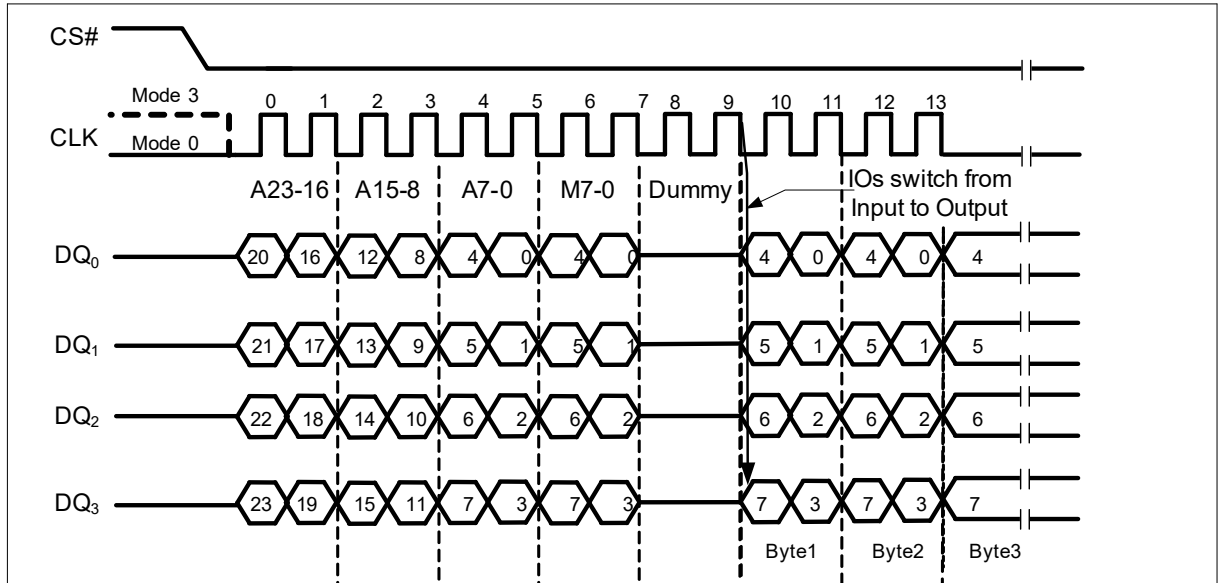 CS#
Mode 3
0 1 2 3 4 5 6 7 8 9 10 11 12 13
CLK
Mode 0
A23-16 A15-8 A7-0 M7-0 Dummy
IOs switch from
Input to Output
DQ0 20 16 12 8 4 0 4 0 4 0 4 0 4
DQ1 21 17 13 9 5 1 5 1 5 1 5 1 5
DQ2 22 18 14 10 6 2 6 2 6 2 6 2 6
DQ3 23 19 15 11 7 3 7 3 7 3 7 3 7
Byte1 Byte2 Byte3